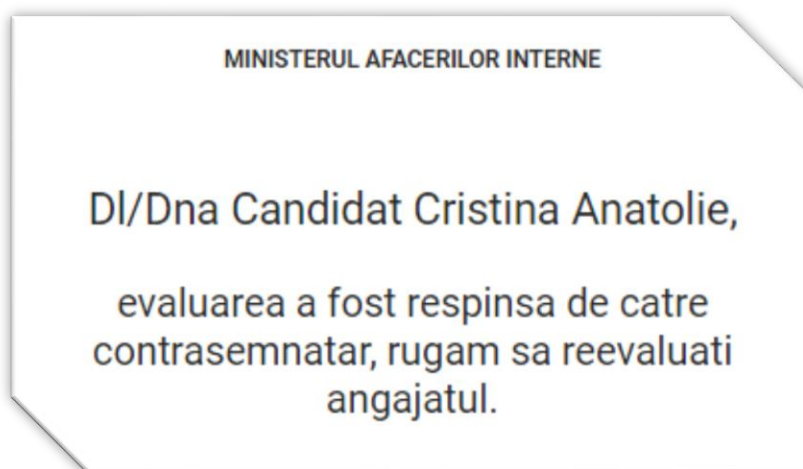 MINISTERUL AFACERILOR INTERNE
Dl/Dna Candidat Cristina Anatolie,
evaluarea a fost respinsa de catre
contrasemnatar, rugam sa reevaluati
angajatul.